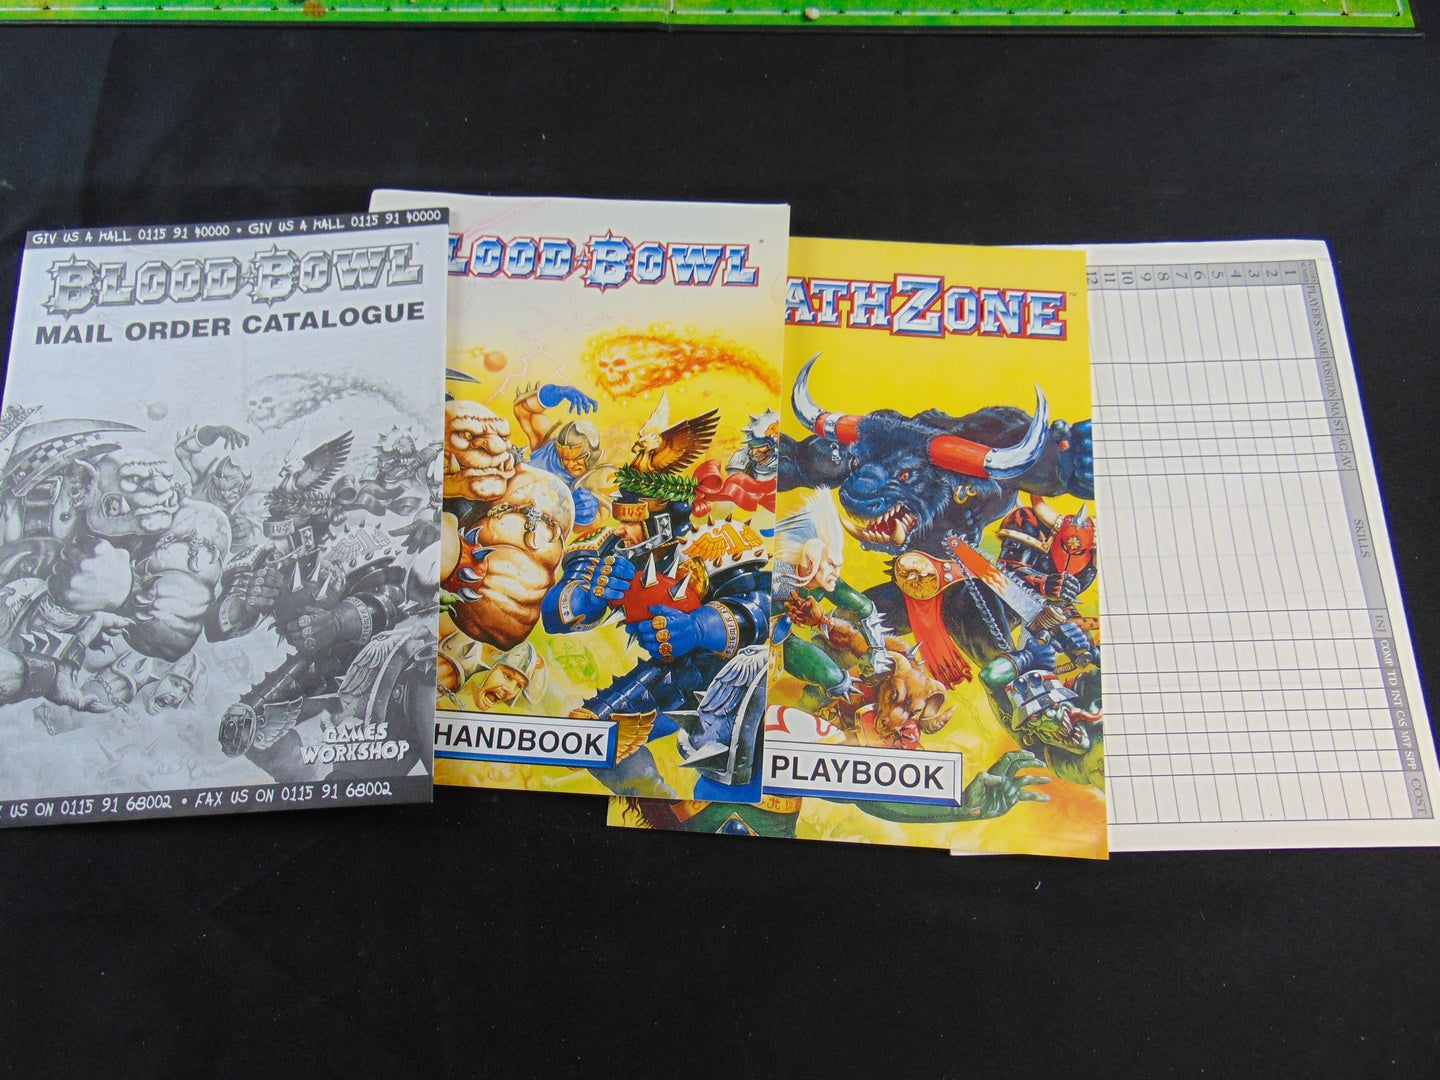 GIV US A KALL 0115 91 40000 • GIV US A KALL 0115 91 40000
BLOOD BOWL
MAIL ORDER CATALOGUE
GAMES
WORKSHOP
US ON 0115 91 68002 • FAX US ON 0115 91 68002
LOOD BOWL
HANDBOOK
ATHZONE™
PLAYBOOK
PLAYER'S NAME POSITION MA ST AG AV SKILLS INJ COMP TD INT CAS MVP SPP COST
1
2
3
4
5
6
7
8
9
10
11
12